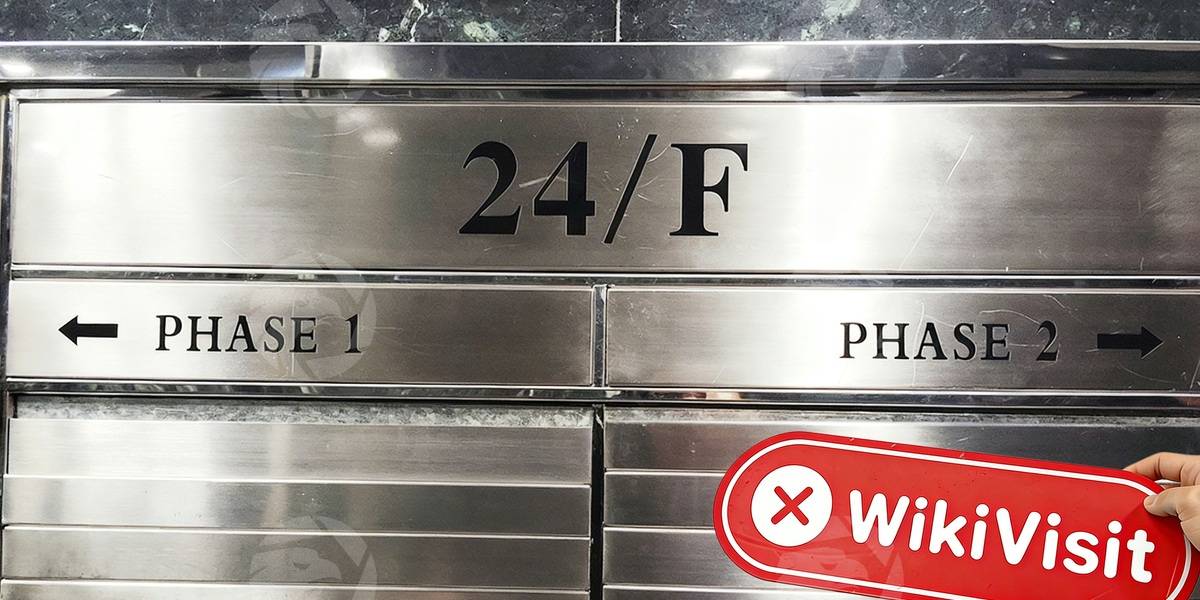 24/F
← PHASE 1
PHASE 2 →
WikiVisit